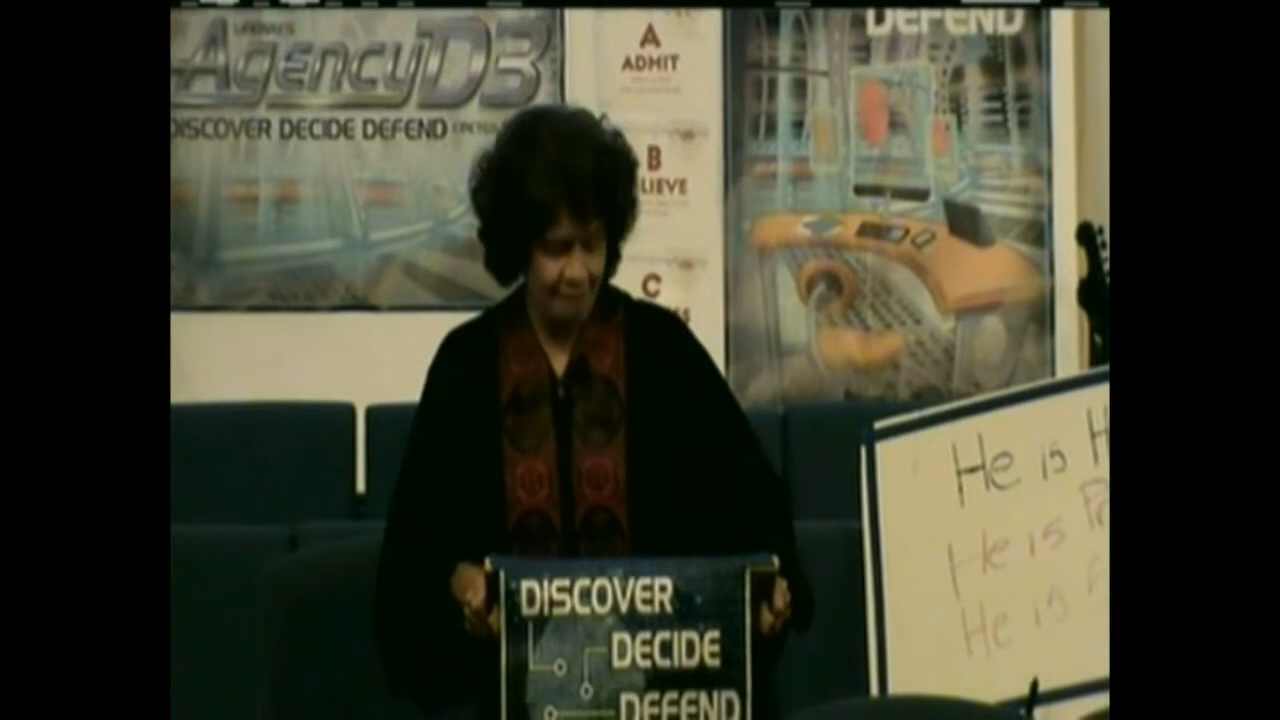 AgencyD3
DISCOVER DECIDE DEFEND
A
ADMIT
B
LIEVE
C
DEFEND
He is H
He is
He is
DISCOVER
DECIDE
DEFEND